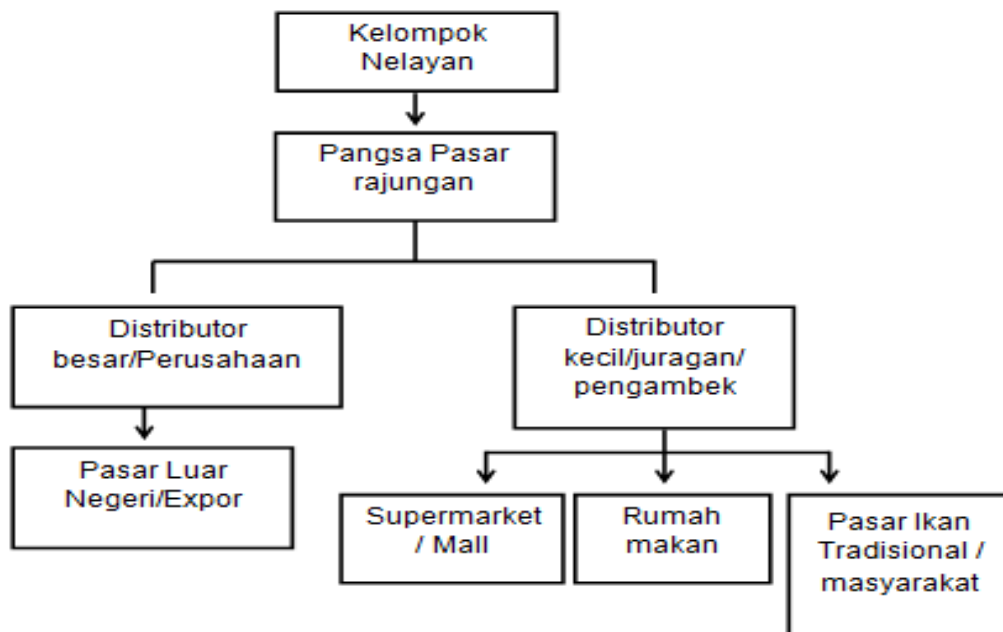 Kelompok
Nelayan
Pangsa Pasar
rajungan
Distributor
besar/Perusahaan
Distributor
kecil/juragan/
pengambek
Pasar Luar
Negeri/Expor
Supermarket
/ Mall
Rumah
makan
Pasar Ikan
Tradisional /
masyarakat